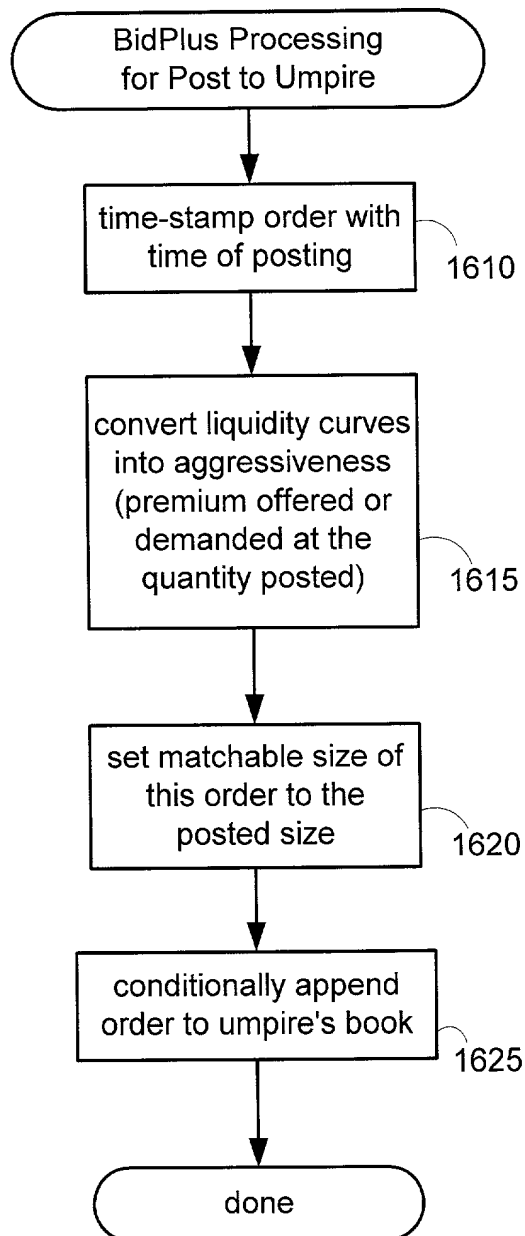 BidPlus Processing
for Post to Umpire
time-stamp order with
time of posting
1610
convert liquidity curves
into aggressiveness
(premium offered or
demanded at the
quantity posted)
1615
set matchable size of
this order to the
posted size
1620
conditionally append
order to umpire's book
1625
done